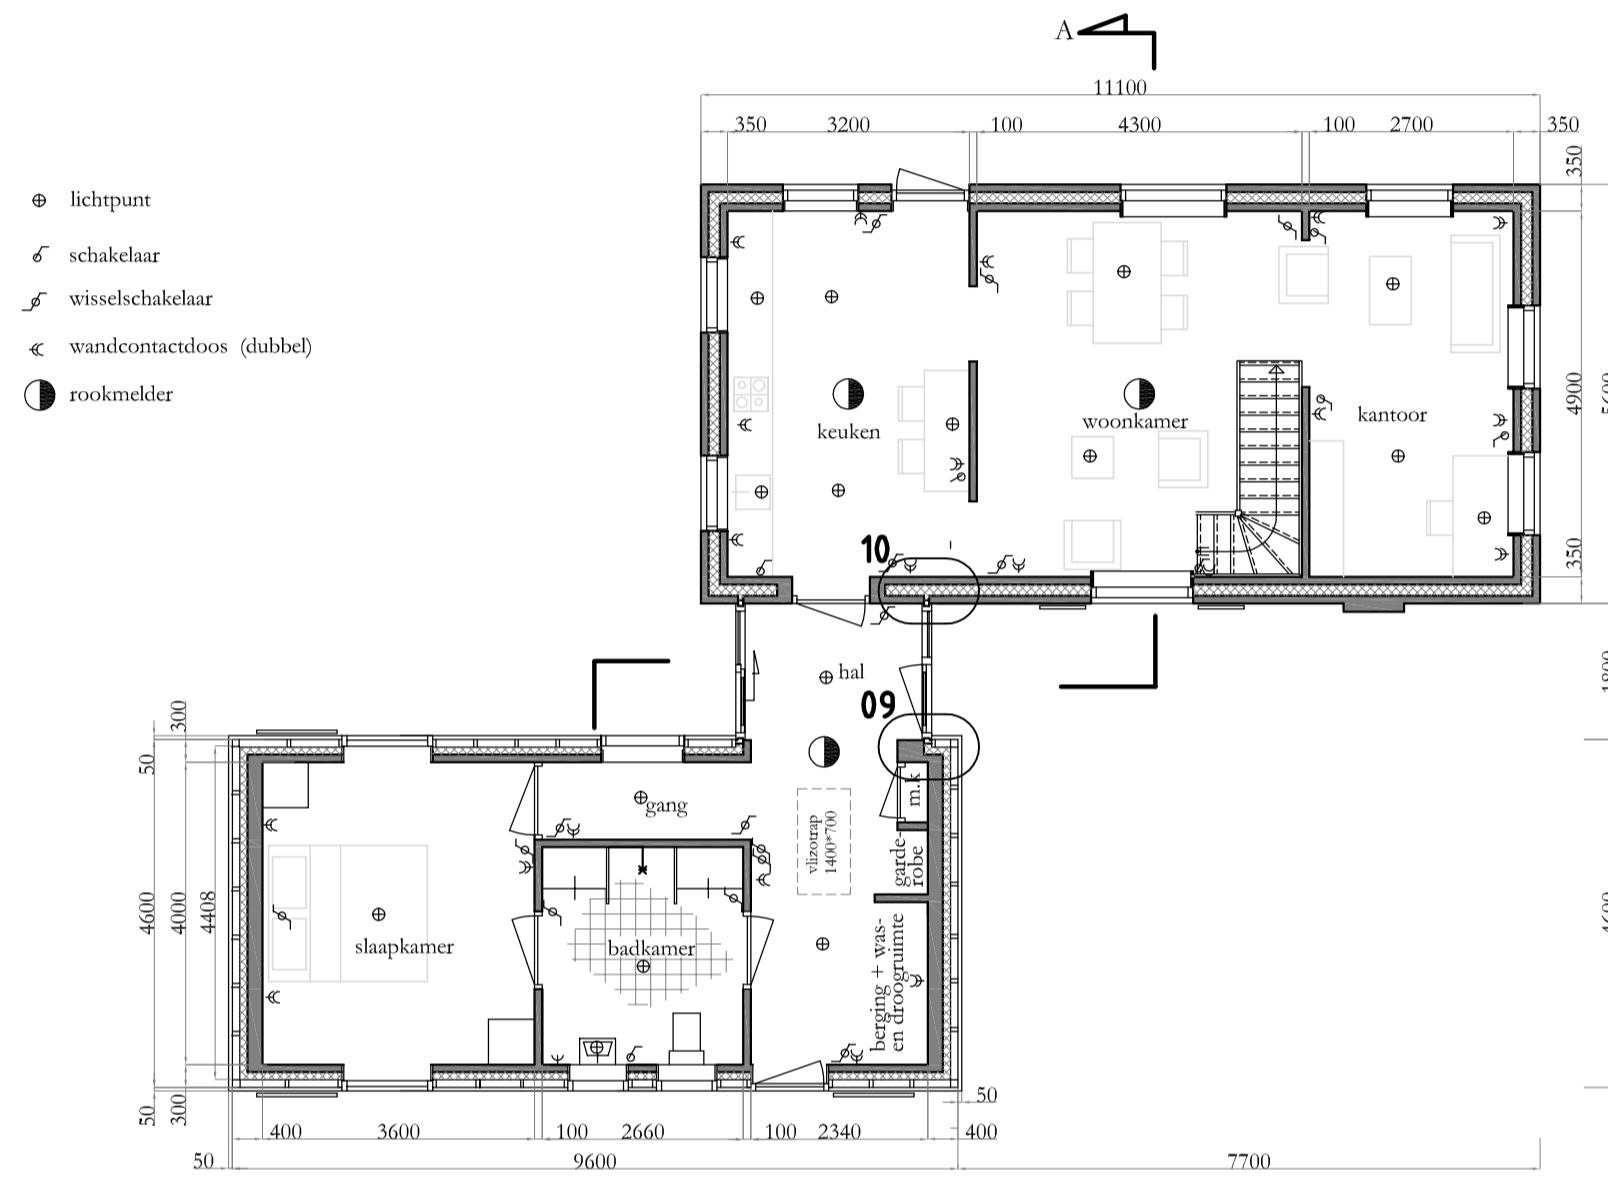 A
11100
350 3200 100 4300 100 2700 350
350
lichtpunt
schakelaar
wisselschakelaar
wandcontactdoos (dubbel)
rookmelder
4900
keuken
woonkamer
kantoor
350
10
hal
09
300
50
gang
m.k
vlizotrap
1400*700
garde-
robe
4600
4000
4408
slaapkamer
badkamer
berging + was-
en droogruimte
50
300
50
400 3600 100 2660 100 2340 400
50 9600 7700